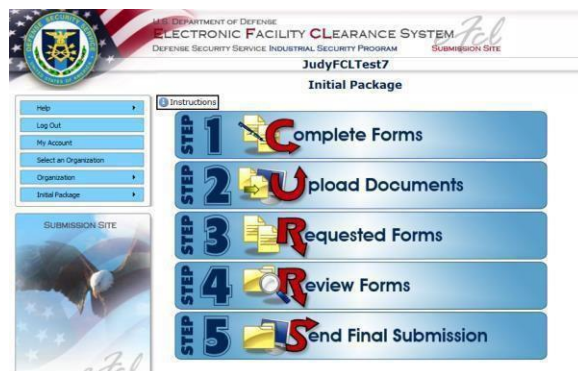 U.S. DEPARTMENT OF DEFENSE
ELECTRONIC FACILITY CLEARANCE SYSTEM
DEFENSE SECURITY SERVICE INDUSTRIAL SECURITY PROGRAM
e-fcl
SUBMISSION SITE
JudyFCLTest7
Initial Package
Instructions
Help
Log Out
My Account
Select an Organization
Organization
Initial Package
SUBMISSION SITE
STEP 1 Complete Forms
STEP 2 Upload Documents
STEP 3 Requested Forms
STEP 4 Review Forms
STEP 5 Send Final Submission